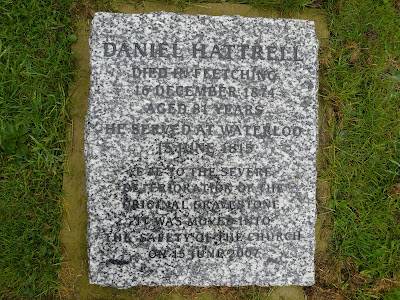 DANIEL HATTRELL
DIED IN FLETCHING
16 DECEMBER 1874
AGED 81 YEARS
HE SERVED AT WATERLOO
18 JUNE 1815
DUE TO THE SEVERE
DETERIORATION OF THE
ORIGINAL GRAVESTONE
IT WAS MOVED INTO
THE SAFETY OF THE CHURCH
ON 15 JUNE 2007